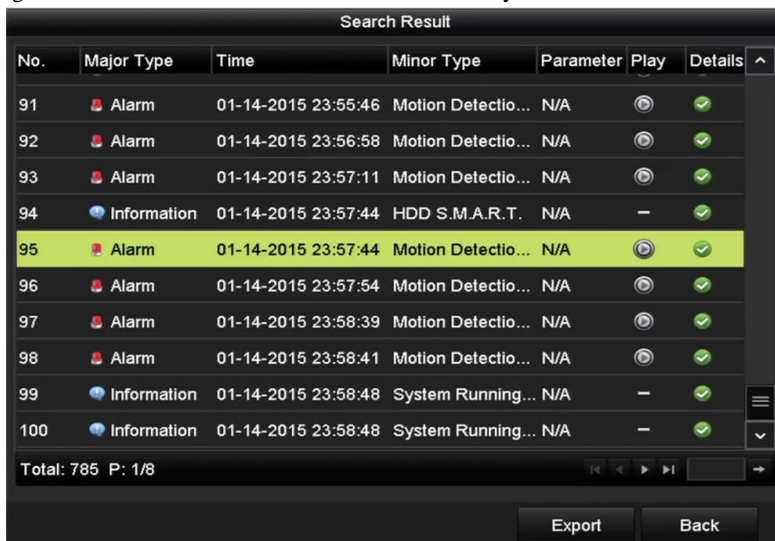 Search Result
No. Major Type Time Minor Type Parameter Play Details
91 Alarm 01-14-2015 23:55:46 Motion Detectio... N/A
92 Alarm 01-14-2015 23:56:58 Motion Detectio... N/A
93 Alarm 01-14-2015 23:57:11 Motion Detectio... N/A
94 Information 01-14-2015 23:57:44 HDD S.M.A.R.T. N/A –
95 Alarm 01-14-2015 23:57:44 Motion Detectio... N/A
96 Alarm 01-14-2015 23:57:54 Motion Detectio... N/A
97 Alarm 01-14-2015 23:58:39 Motion Detectio... N/A
98 Alarm 01-14-2015 23:58:41 Motion Detectio... N/A
99 Information 01-14-2015 23:58:48 System Running... N/A –
100 Information 01-14-2015 23:58:48 System Running... N/A –
Total: 785 P: 1/8
Export Back